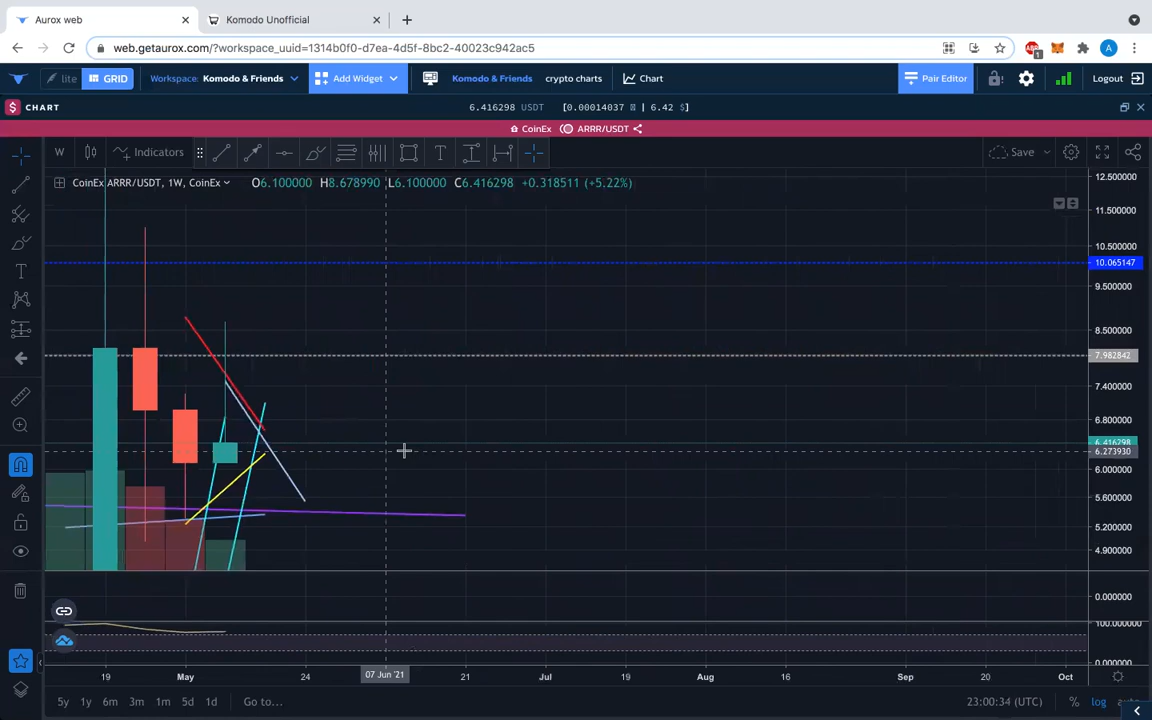 Aurox web
Komodo Unofficial
web.getaurox.com/?workspace_uuid=1314b0f0-d7ea-4d5f-8bc2-40023c942ac5
lite GRID Workspace: Komodo & Friends Add Widget Komodo & Friends crypto charts Chart Pair Editor Logout
CHART 6.416298 USDT [0.00014037 ₿ | 6.42 $]
CoinEx ARRR/USDT
W Indicators Save
CoinEx ARRR/USDT, 1W, CoinEx O6.100000 H8.678990 L6.100000 C6.416298 +0.318511 (+5.22%)
12.500000
11.500000
10.500000
10.065147
9.500000
8.500000
7.982842
7.400000
6.800000
6.416298
6.273930
6.000000
5.600000
5.200000
4.900000
0.000000
100.000000
0.000000
19 May 24 07 Jun '21 21 Jul 19 Aug 16 Sep 20 Oct
5y 1y 6m 3m 1m 5d 1d Go to... 23:00:34 (UTC) % log